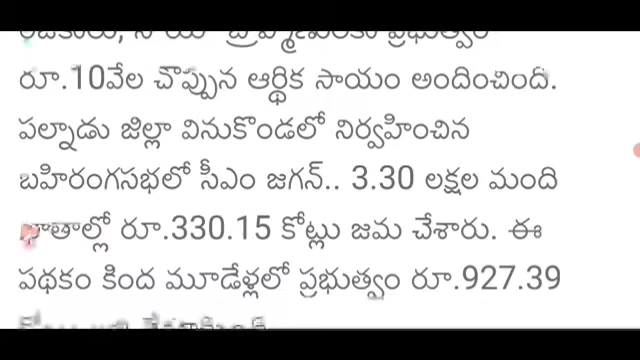 రూ.10వేల చొప్పున ఆర్థిక సాయం అందించింది.
పల్నాడు జిల్లా వినుకొండలో నిర్వహించిన
బహిరంగసభలో సీఎం జగన్.. 3.30 లక్షల మంది
ఖాతాల్లో రూ.330.15 కోట్లు జమ చేశారు. ఈ
పథకం కింద మూడేళ్లలో ప్రభుత్వం రూ.927.39